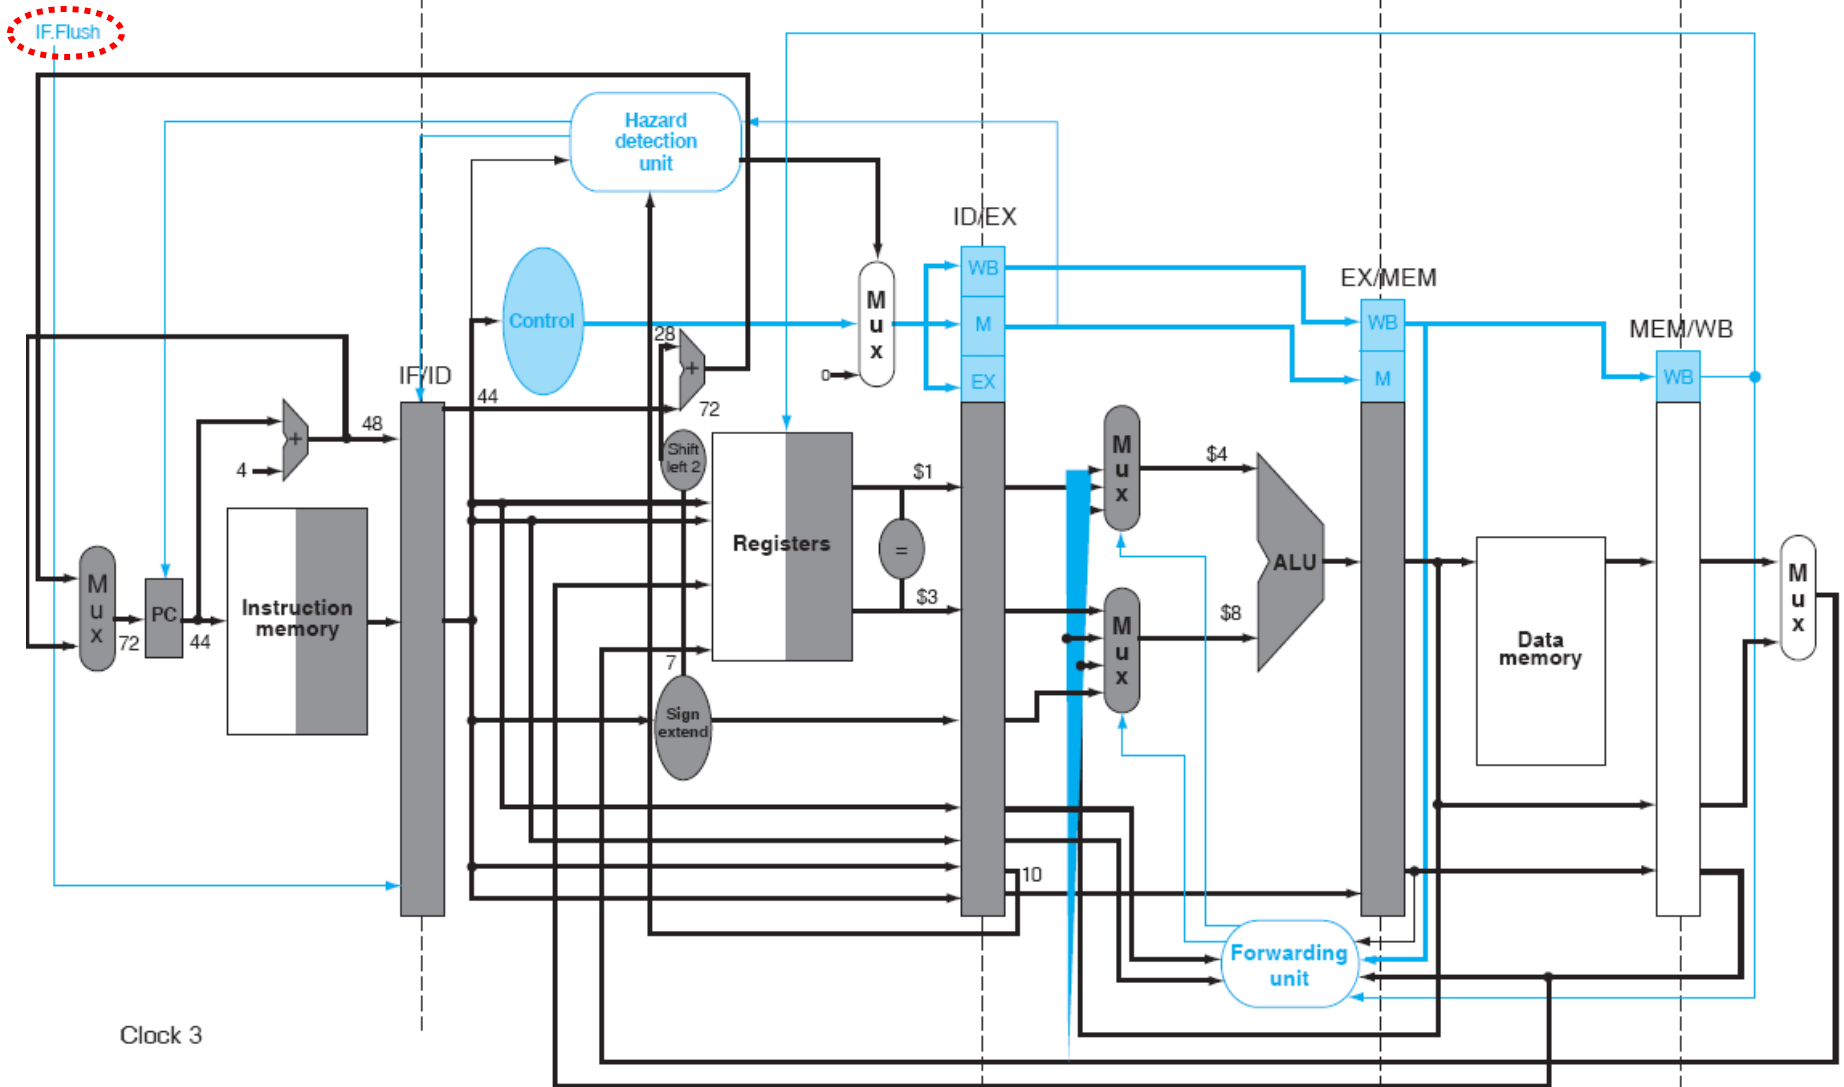 IF.Flush
Hazard
detection
unit
ID/EX
WB
M
EX
EX/MEM
WB
M
MEM/WB
WB
Control
M
u
x
0
28
+
72
IF/ID
44
48
+
4
Shift
left 2
$1
=
$3
Registers
M
u
x
$4
M
u
x
$8
ALU
M
u
x
72
PC
44
Instruction
memory
7
Sign
extend
Data
memory
M
u
x
10
Forwarding
unit
Clock 3